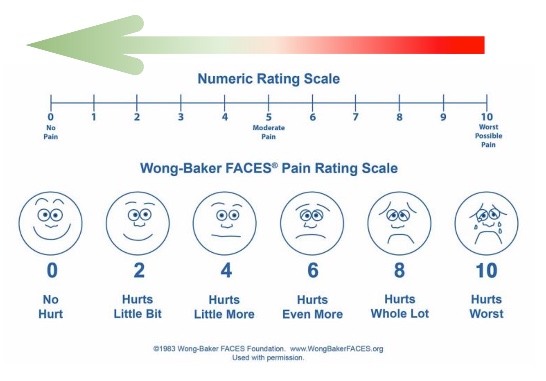 Numeric Rating Scale
0 1 2 3 4 5 6 7 8 9 10
No Pain
Moderate Pain
Worst Possible Pain
Wong-Baker FACES® Pain Rating Scale
0 2 4 6 8 10
No Hurt
Hurts Little Bit
Hurts Little More
Hurts Even More
Hurts Whole Lot
Hurts Worst
©1983 Wong-Baker FACES Foundation. www.WongBakerFACES.org
Used with permission.